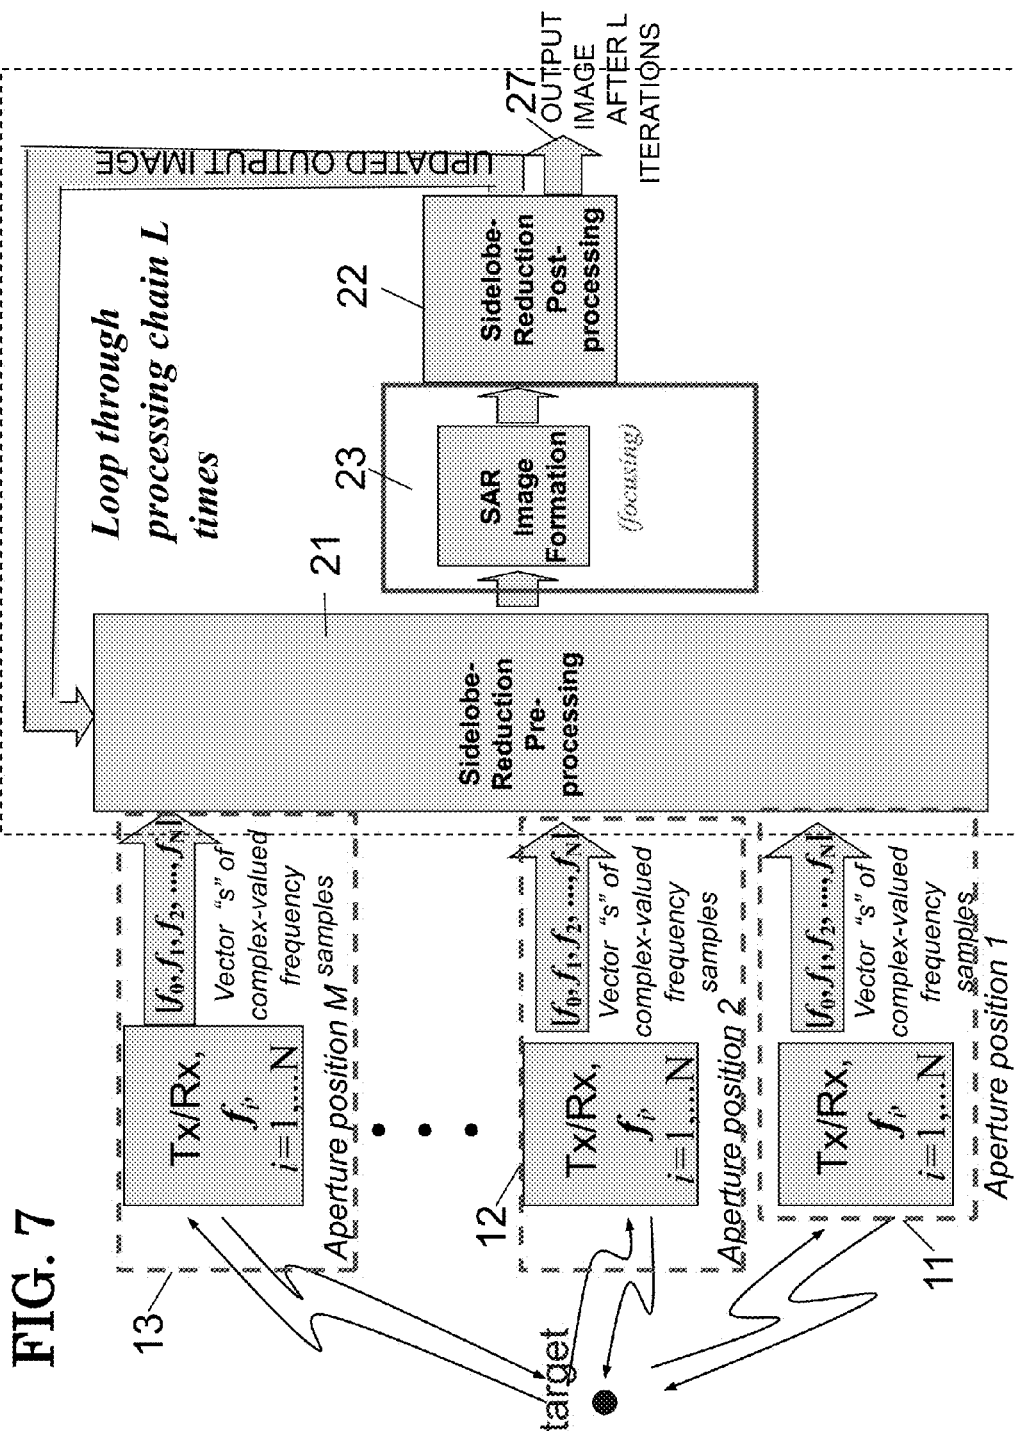 FIG. 7
target
13
Tx/Rx,
f_i,
i=1,...N
[f_0, f_1, f_2, ..., f_N]
Vector "s" of
complex-valued
frequency
samples
Aperture position M
12
Tx/Rx,
f_i,
i=1,...N
[f_0, f_1, f_2, ..., f_N]
Vector "s" of
complex-valued
frequency
samples
Aperture position 2
11
Tx/Rx,
f_i,
i=1,...N
[f_0, f_1, f_2, ..., f_N]
Vector "s" of
complex-valued
frequency
samples
Aperture position 1
21
Sidelobe-
Reduction
Pre-
processing
Loop through
processing chain L
times
23
SAR
Image
Formation
(focusing)
22
Sidelobe-
Reduction
Post-
processing
UPDATED OUTPUT IMAGE
27
OUTPUT
IMAGE
AFTER L
ITERATIONS